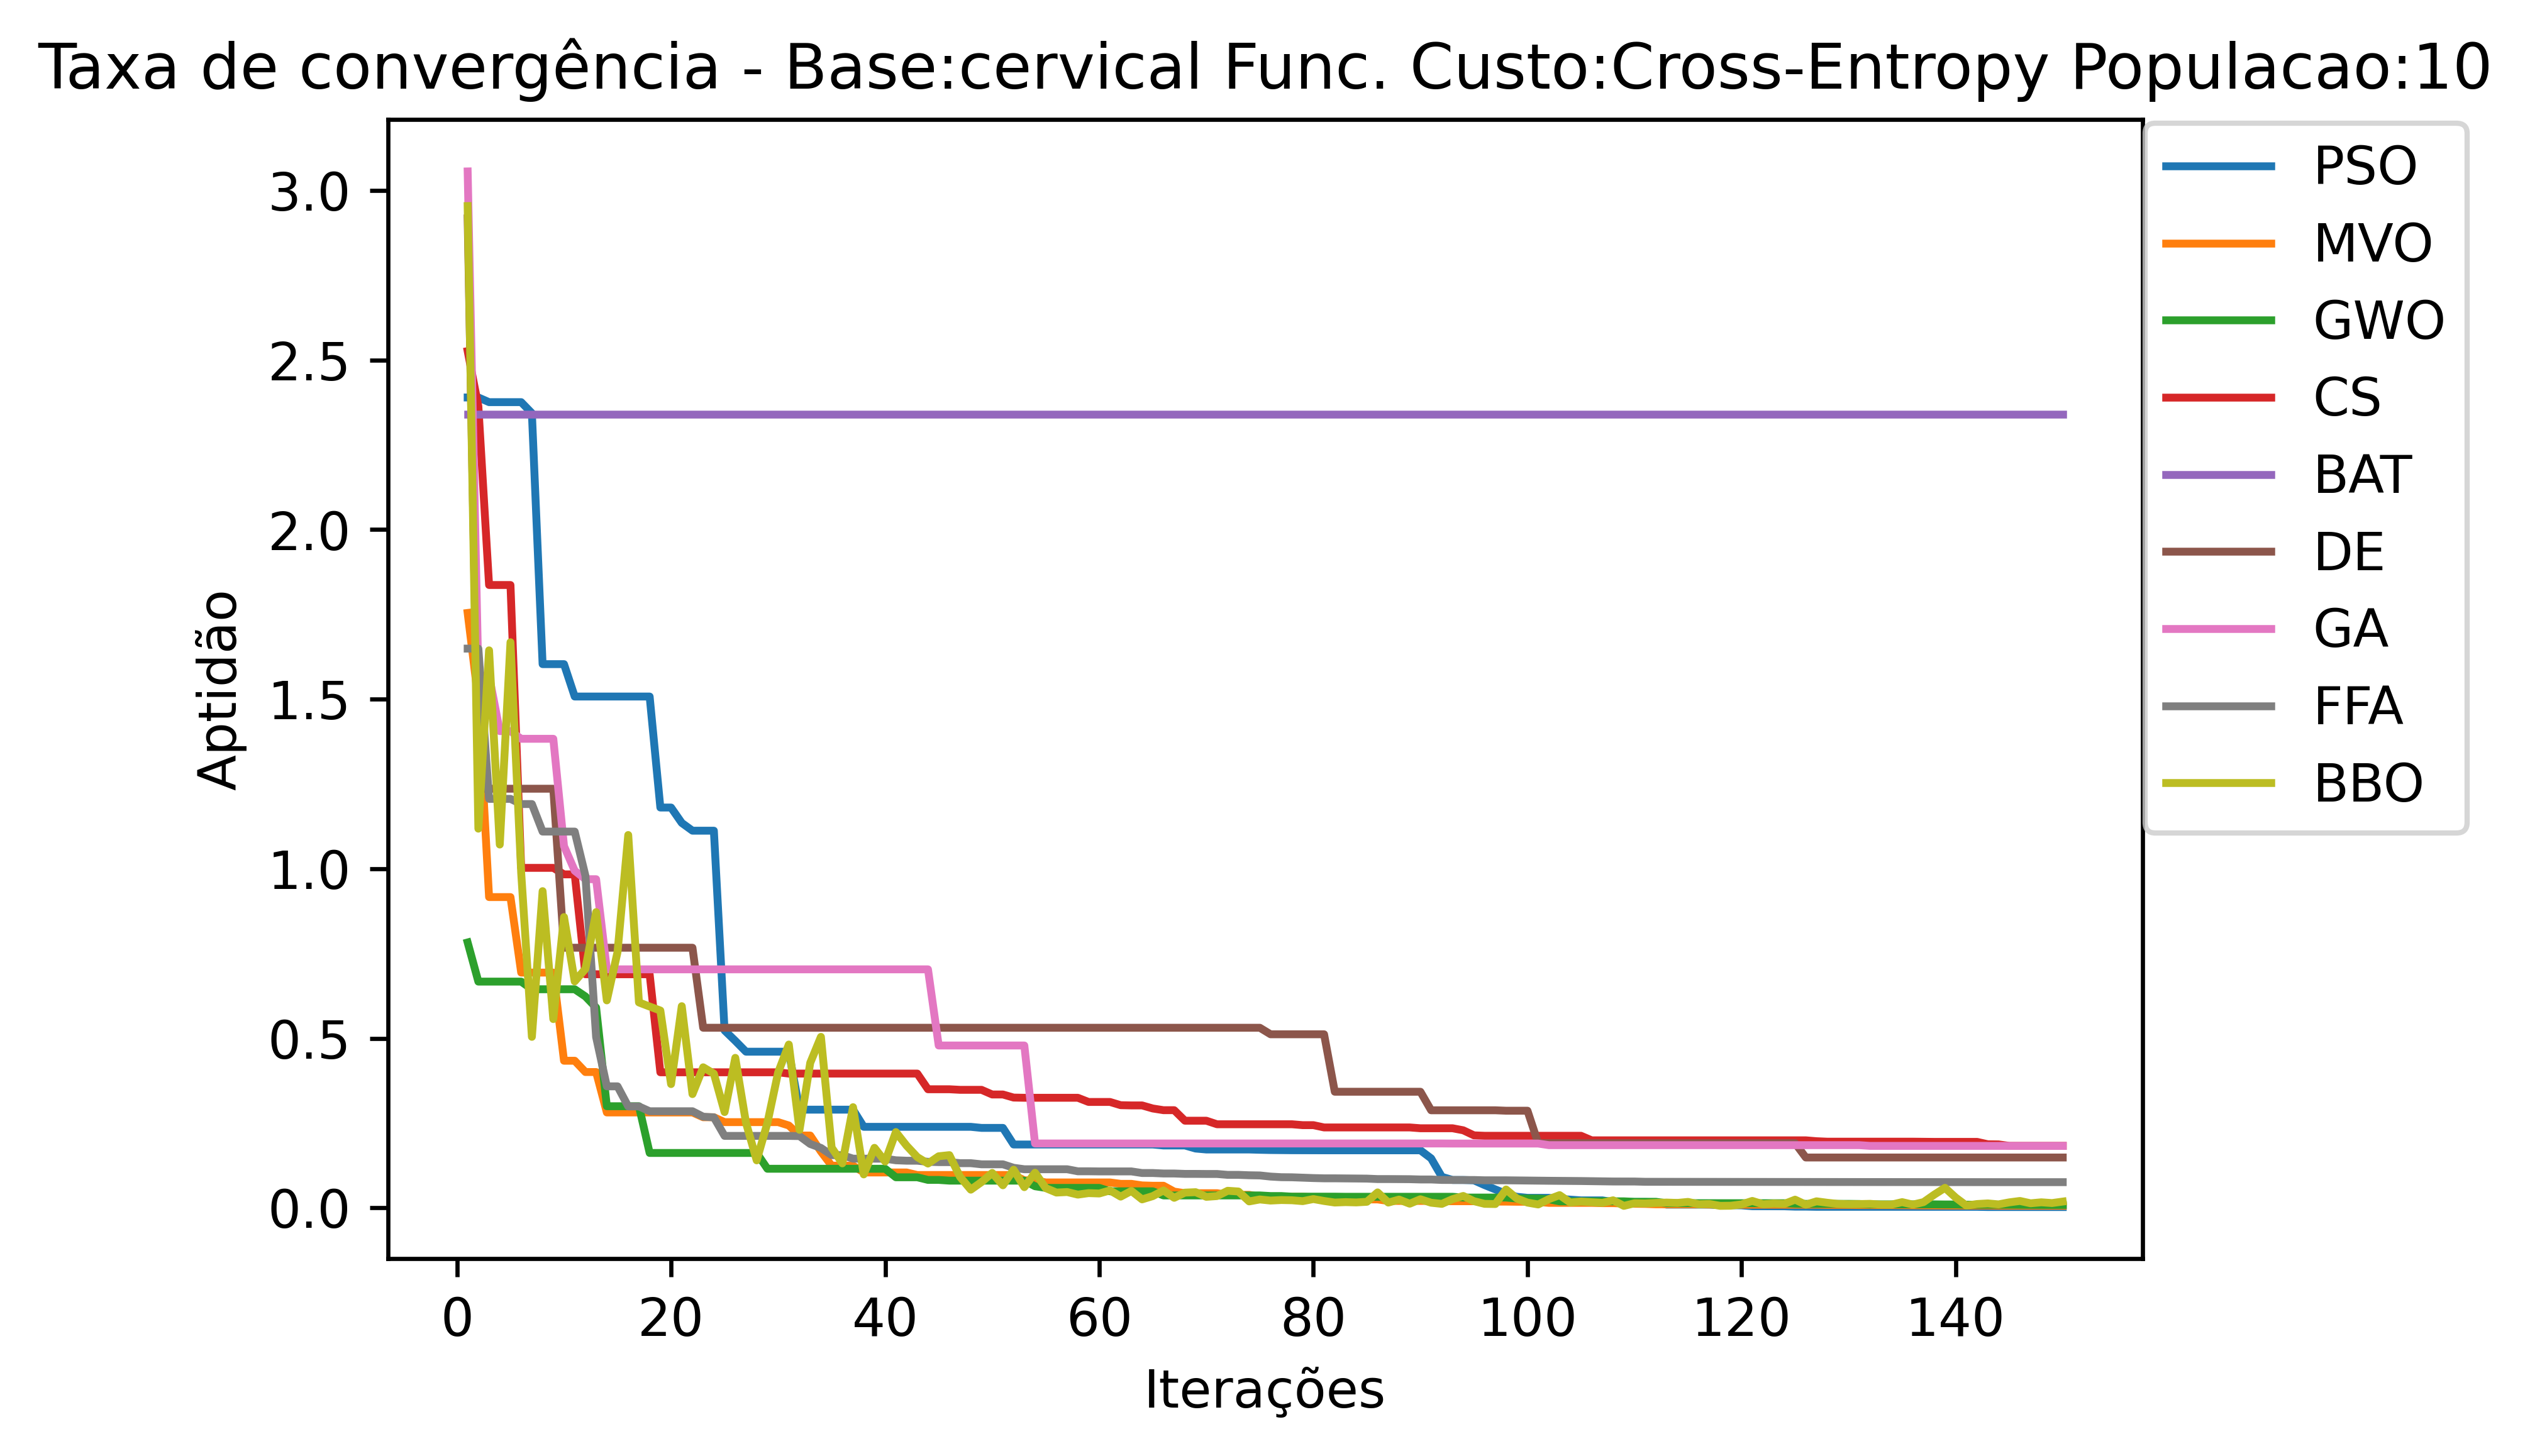 Taxa de convergência - Base:cervical Func. Custo:Cross-Entropy Populacao:10
3.0
2.5
2.0
1.5
1.0
0.5
0.0
Aptidão
0 20 40 60 80 100 120 140
Iterações
PSO
MVO
GWO
CS
BAT
DE
GA
FFA
BBO